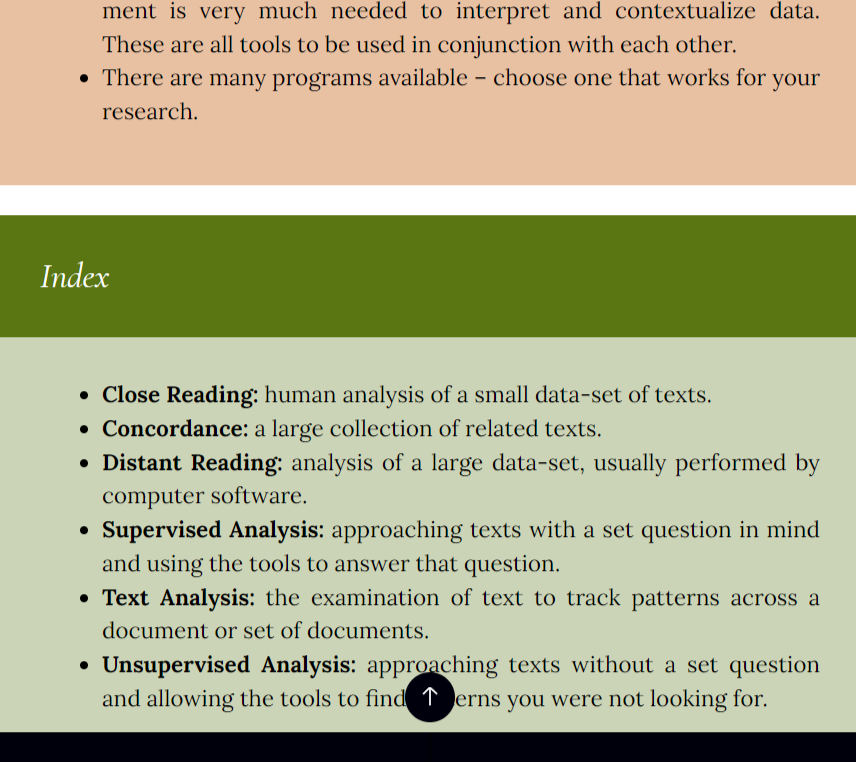 ment is very much needed to interpret and contextualize data.
These are all tools to be used in conjunction with each other.
There are many programs available – choose one that works for your
research.
Index
Close Reading: human analysis of a small data-set of texts.
Concordance: a large collection of related texts.
Distant Reading: analysis of a large data-set, usually performed by
computer software.
Supervised Analysis: approaching texts with a set question in mind
and using the tools to answer that question.
Text Analysis: the examination of text to track patterns across a
document or set of documents.
Unsupervised Analysis: approaching texts without a set question
and allowing the tools to find erns you were not looking for.